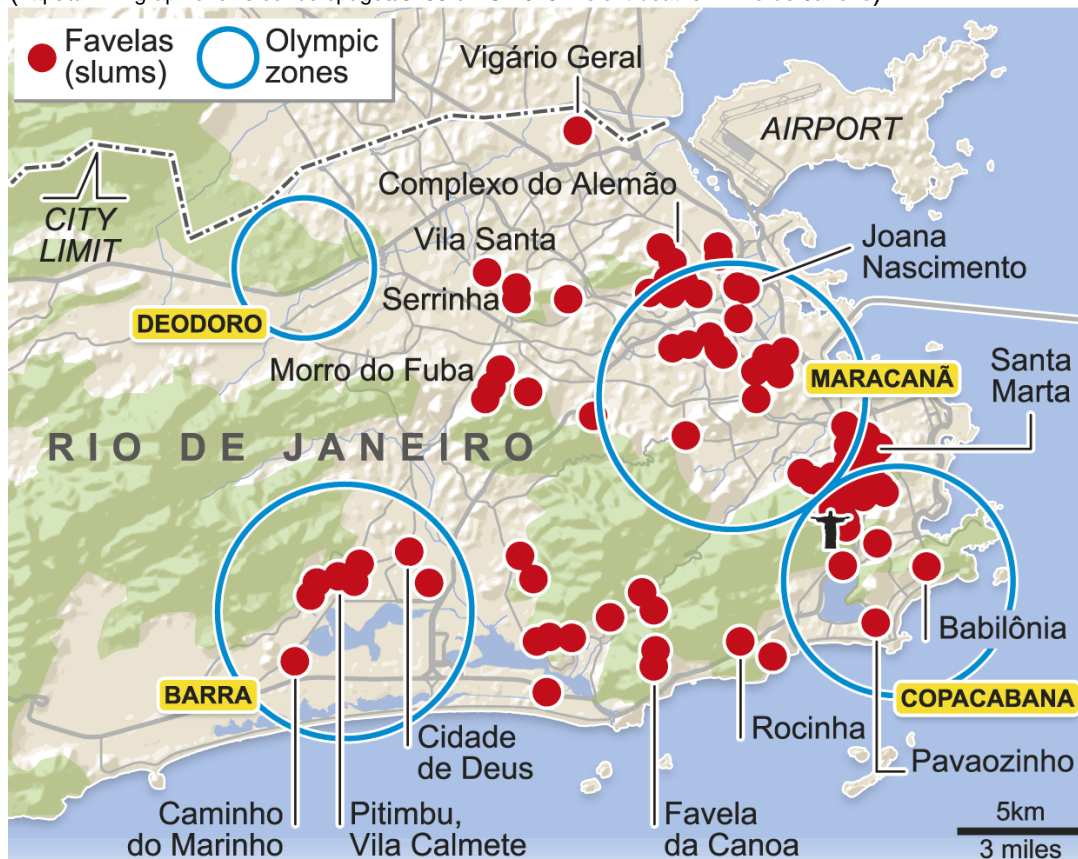 Favelas
(slums)
Olympic
zones
Vigário Geral
AIRPORT
CITY
LIMIT
Complexo do Alemão
Vila Santa
Joana
Nascimento
Serrinha
DEODORO
Morro do Fuba
MARACANÃ
Santa
Marta
RIO DE JANEIRO
BARRA
Babilônia
COPACABANA
Rocinha
Pavaozinho
Cidade
de Deus
Caminho
do Marinho
Pitimbu,
Vila Calmete
Favela
da Canoa
5km
3 miles